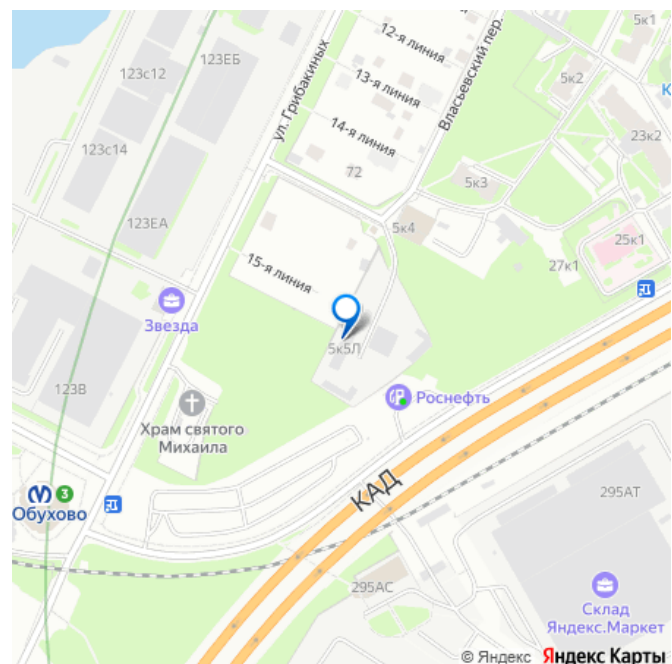 12-я линия
5к1
123с12
123ЕБ
ул. Грибакиных
13-я линия
Власьевский пер.
5к2
К
123с14
14-я линия
23к2
72
5к3
123ЕА
5к4
25к1
15-я линия
27к1
Звезда
5к5Л
123В
Роснефть
Храм святого
Михаила
КАД
3
Обухово
295АТ
295АС
Склад
Яндекс.Маркет
© Яндекс Яндекс Карты